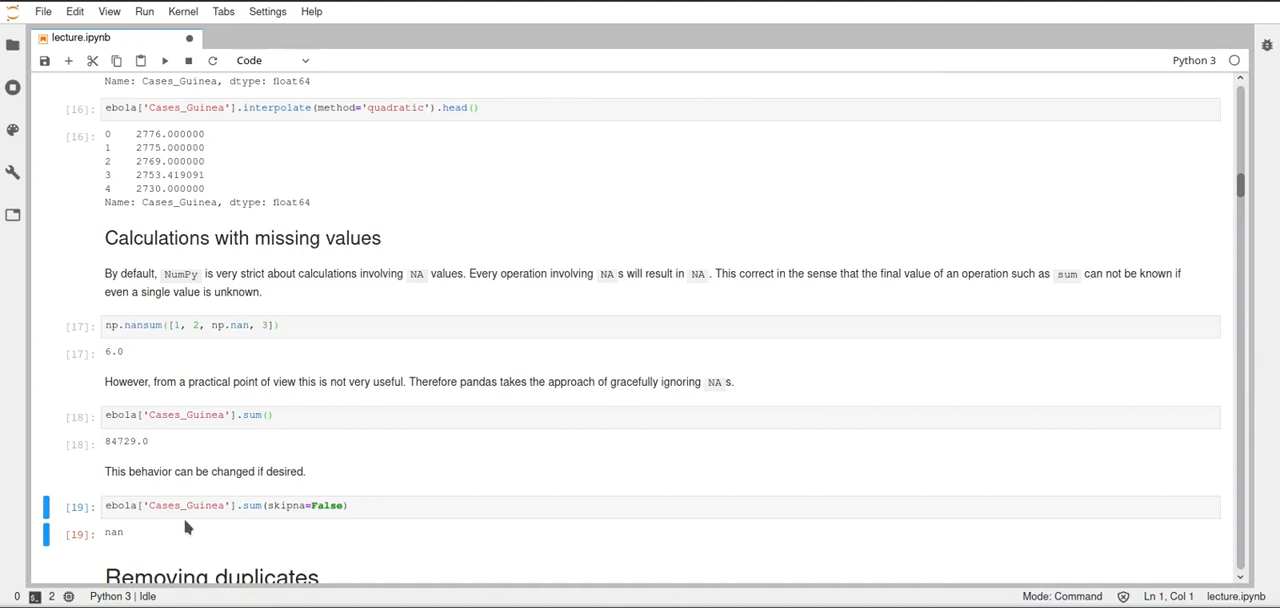 File Edit View Run Kernel Tabs Settings Help
lecture.ipynb
Code
Python 3
Name: Cases_Guinea, dtype: float64
[16]: ebola['Cases_Guinea'].interpolate(method='quadratic').head()
[16]: 0 2776.000000
1 2775.000000
2 2769.000000
3 2753.419091
4 2730.000000
Name: Cases_Guinea, dtype: float64
Calculations with missing values
By default, NumPy is very strict about calculations involving NA values. Every operation involving NA s will result in NA . This correct in the sense that the final value of an operation such as sum can not be known if
even a single value is unknown.
[17]: np.nansum([1, 2, np.nan, 3])
[17]: 6.0
However, from a practical point of view this is not very useful. Therefore pandas takes the approach of gracefully ignoring NA s.
[18]: ebola['Cases_Guinea'].sum()
[18]: 84729.0
This behavior can be changed if desired.
[19]: ebola['Cases_Guinea'].sum(skipna=False)
[19]: nan
Removing duplicates
0 2 Python 3 | Idle Mode: Command Ln 1, Col 1 lecture.ipynb